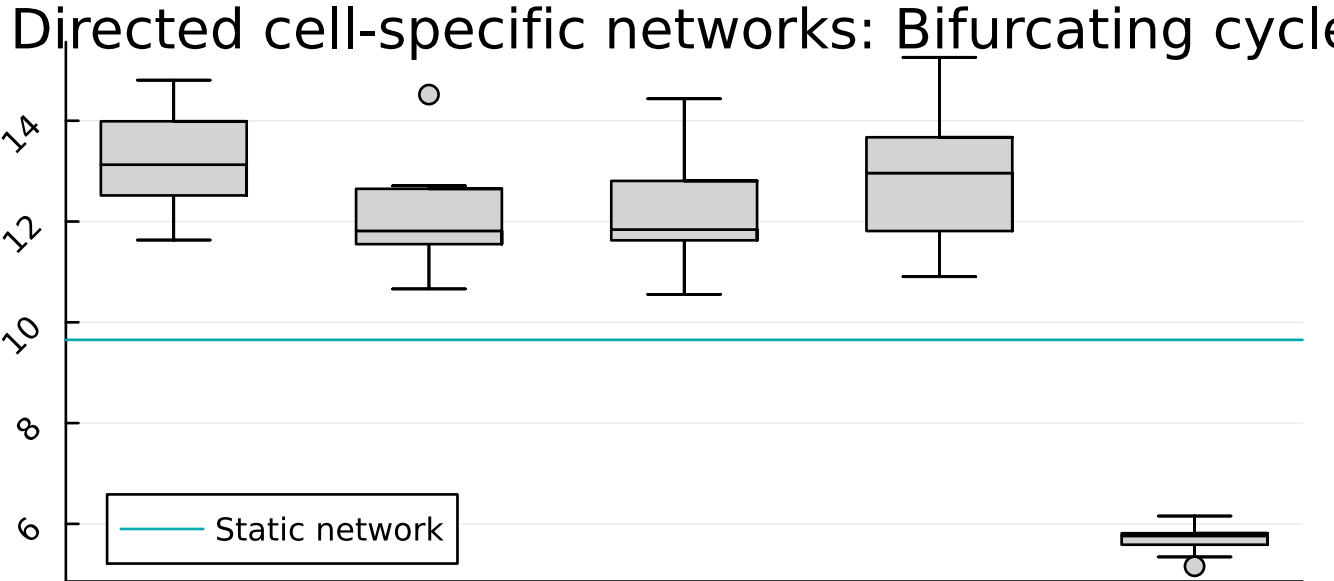 Directed cell-specific networks: Bifurcating cycle
14
12
10
8
6
Static network